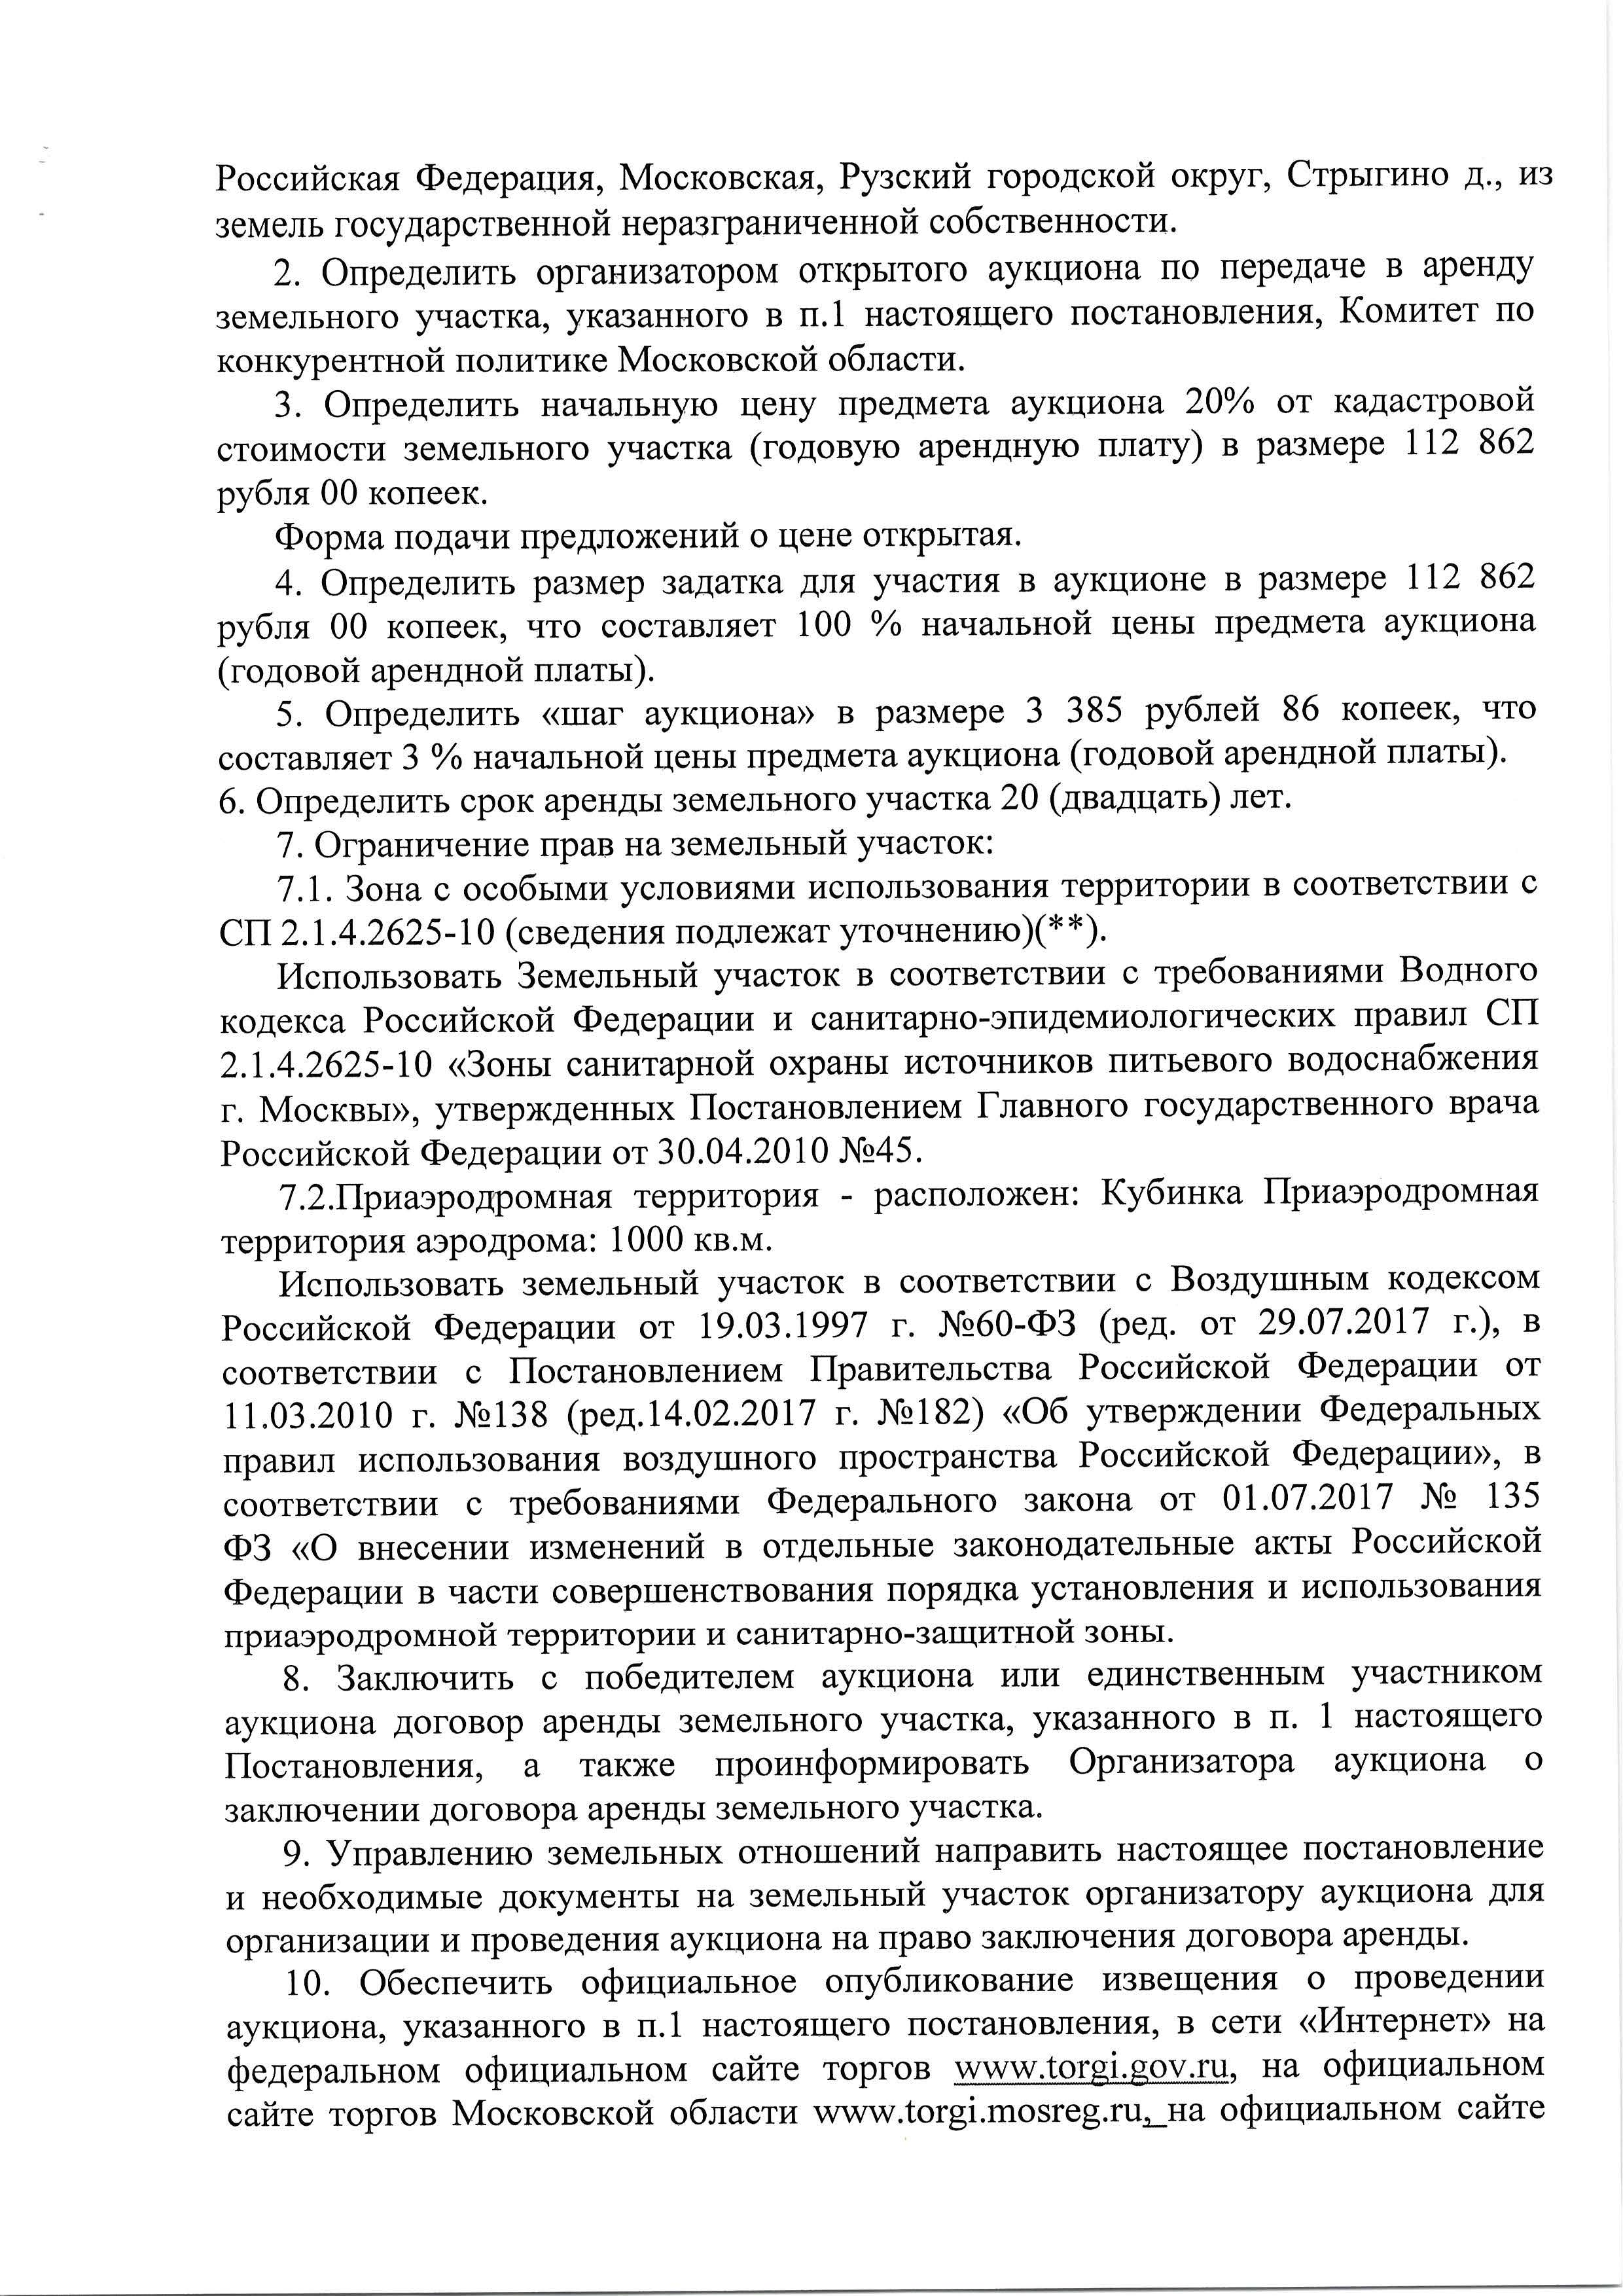 Российская Федерация, Московская, Рузский городской округ, Стрыгино д., из
земель государственной неразграниченной собственности.
2. Определить организатором открытого аукциона по передаче в аренду
земельного участка, указанного в п.1 настоящего постановления, Комитет по
конкурентной политике Московской области.
3. Определить начальную цену предмета аукциона 20% от кадастровой
стоимости земельного участка (годовую арендную плату) в размере 112 862
рубля 00 копеек.
Форма подачи предложений о цене открытая.
4. Определить размер задатка для участия в аукционе в размере 112 862
рубля 00 копеек, что составляет 100 % начальной цены предмета аукциона
(годовой арендной платы).
5. Определить «шаг аукциона» в размере 3 385 рублей 86 копеек, что
составляет 3 % начальной цены предмета аукциона (годовой арендной платы).
6. Определить срок аренды земельного участка 20 (двадцать) лет.
7. Ограничение прав на земельный участок:
7.1. Зона с особыми условиями использования территории в соответствии с
СП 2.1.4.2625-10 (сведения подлежат уточнению)(**).
Использовать Земельный участок в соответствии с требованиями Водного
кодекса Российской Федерации и санитарно-эпидемиологических правил СП
2.1.4.2625-10 «Зоны санитарной охраны источников питьевого водоснабжения
г. Москвы», утвержденных Постановлением Главного государственного врача
Российской Федерации от 30.04.2010 №45.
7.2.Приаэродромная территория - расположен: Кубинка Приаэродромная
территория аэродрома: 1000 кв.м.
Использовать земельный участок в соответствии с Воздушным кодексом
Российской Федерации от 19.03.1997 г. №60-ФЗ (ред. от 29.07.2017 г.), в
соответствии с Постановлением Правительства Российской Федерации от
11.03.2010 г. №138 (ред.14.02.2017 г. №182) «Об утверждении Федеральных
правил использования воздушного пространства Российской Федерации», в
соответствии с требованиями Федерального закона от 01.07.2017 № 135
ФЗ «О внесении изменений в отдельные законодательные акты Российской
Федерации в части совершенствования порядка установления и использования
приаэродромной территории и санитарно-защитной зоны.
8. Заключить с победителем аукциона или единственным участником
аукциона договор аренды земельного участка, указанного в п. 1 настоящего
Постановления, а также проинформировать Организатора аукциона о
заключении договора аренды земельного участка.
9. Управлению земельных отношений направить настоящее постановление
и необходимые документы на земельный участок организатору аукциона для
организации и проведения аукциона на право заключения договора аренды.
10. Обеспечить официальное опубликование извещения о проведении
аукциона, указанного в п.1 настоящего постановления, в сети «Интернет» на
федеральном официальном сайте торгов www.torgi.gov.ru, на официальном
сайте торгов Московской области www.torgi.mosreg.ru, на официальном сайте